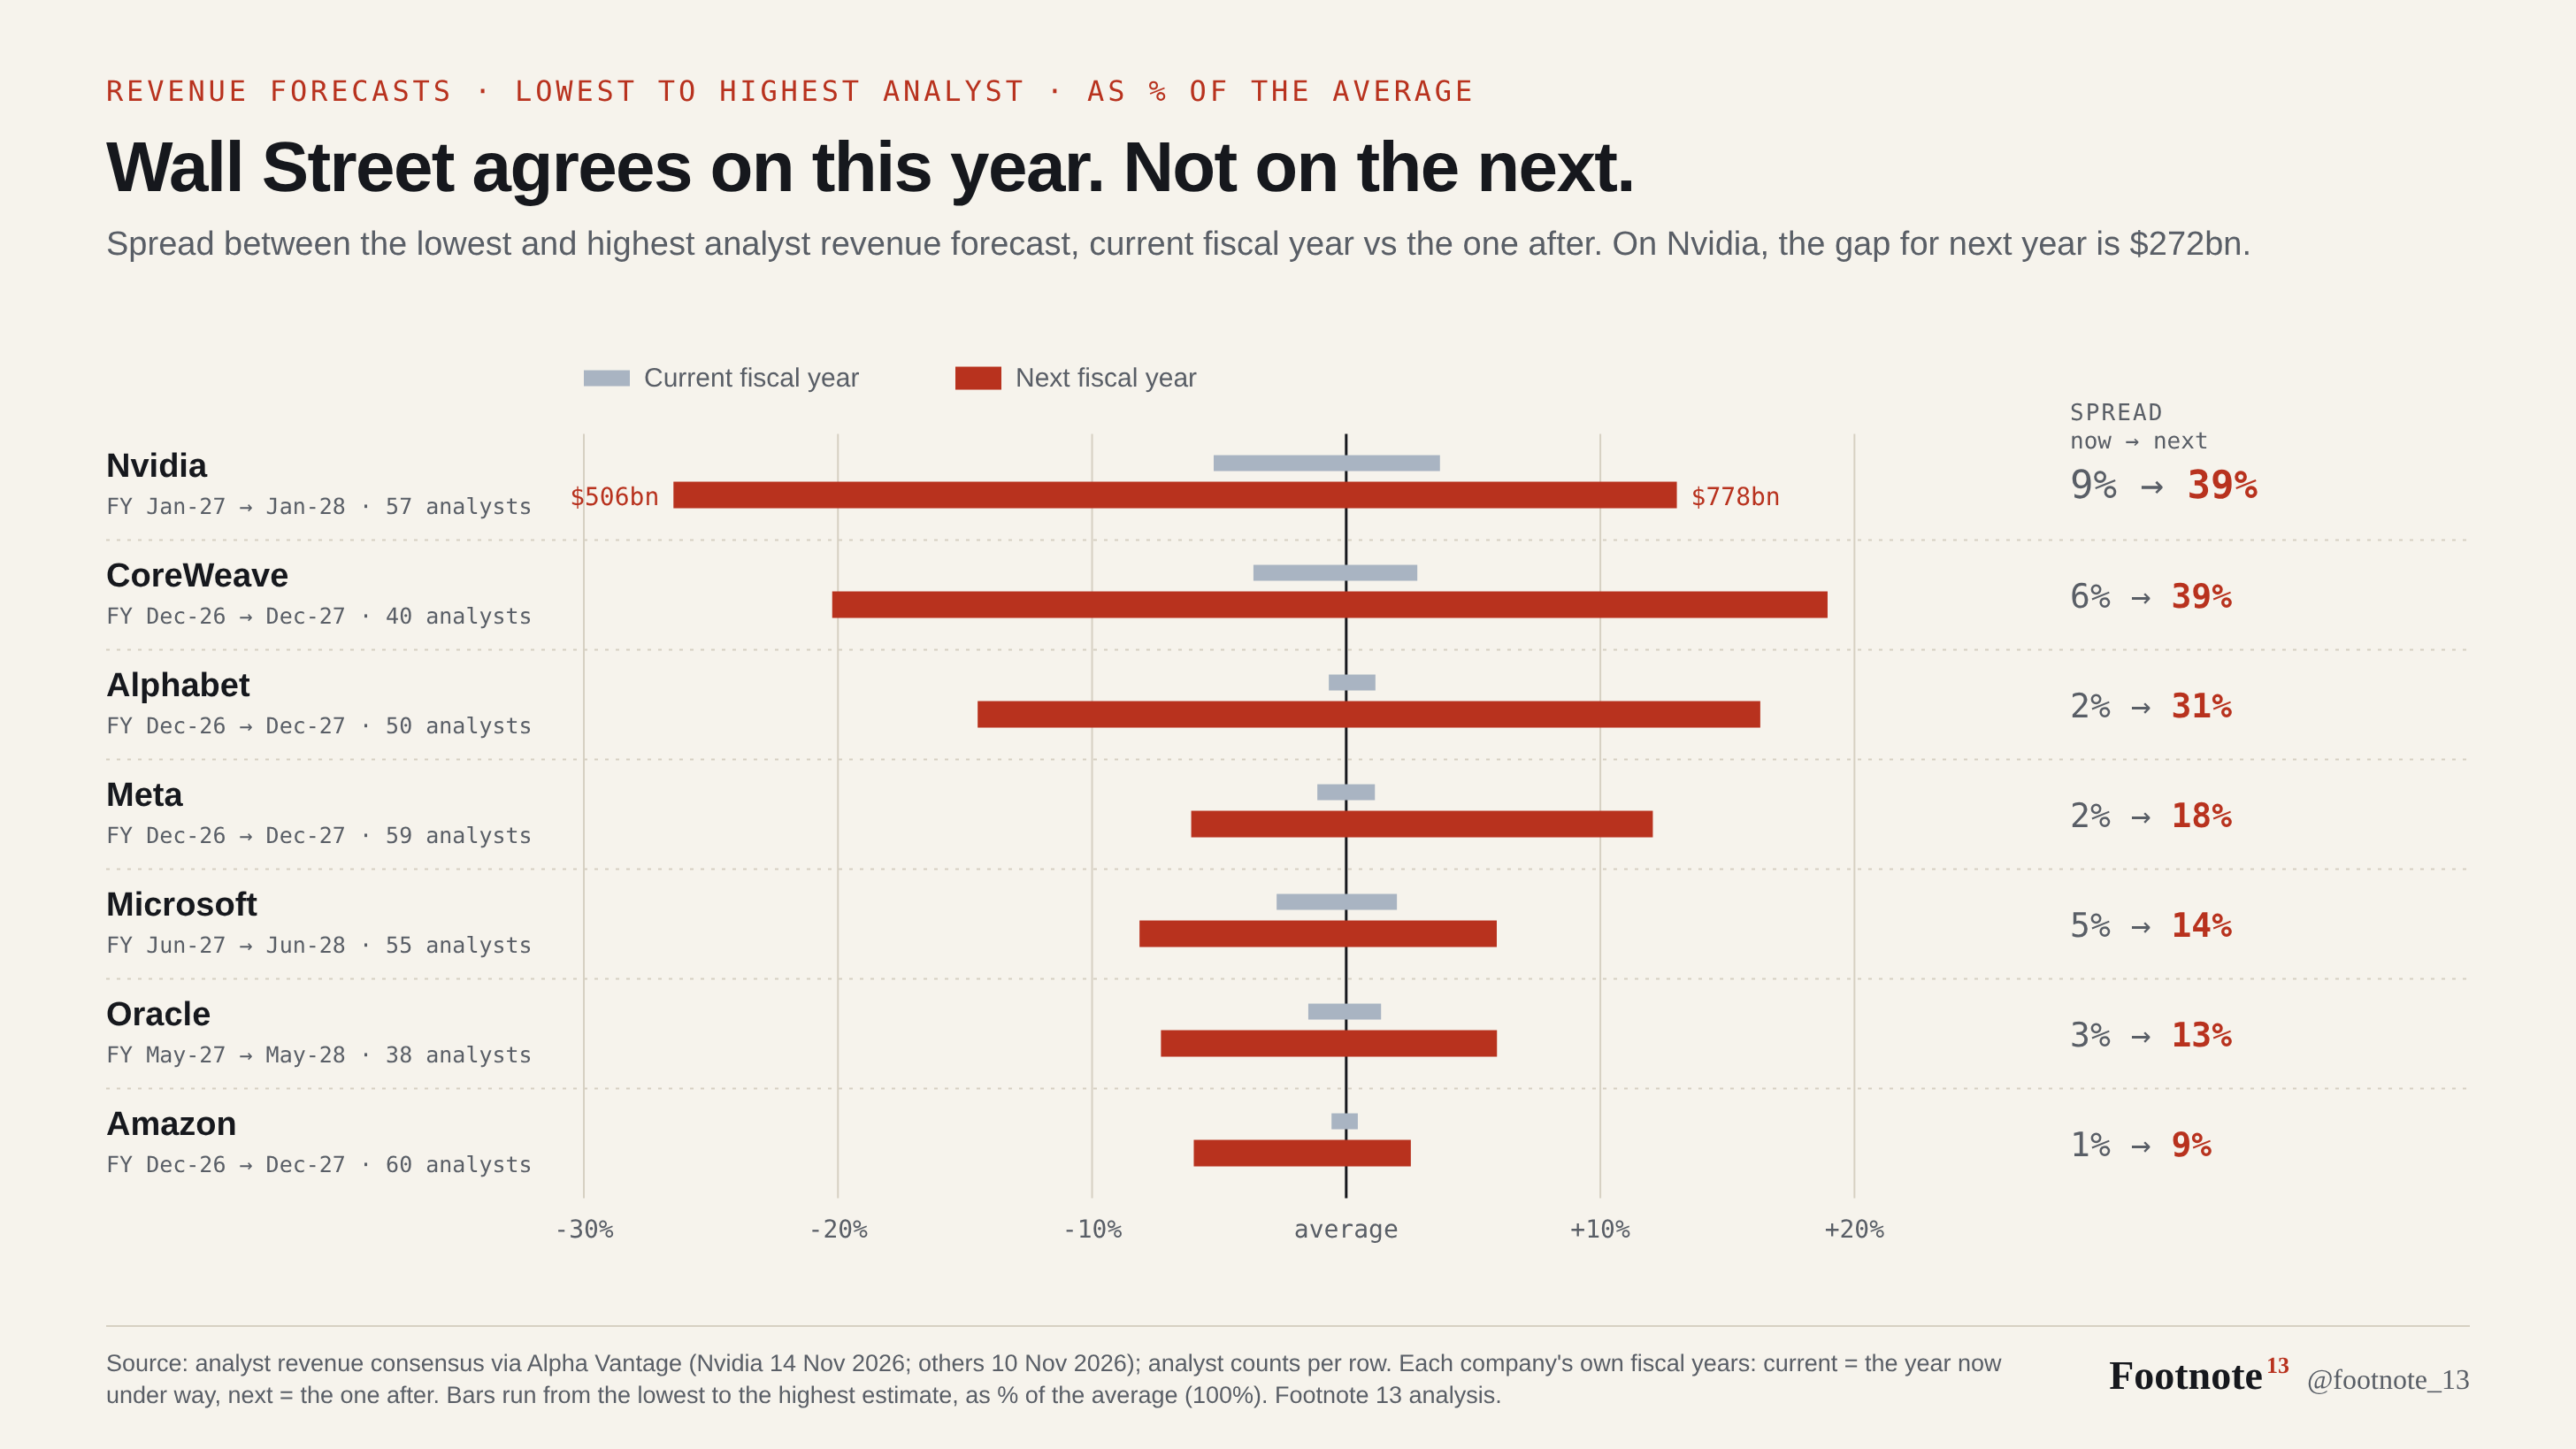 REVENUE FORECASTS · LOWEST TO HIGHEST ANALYST · AS % OF THE AVERAGE
Wall Street agrees on this year. Not on the next.
Spread between the lowest and highest analyst revenue forecast, current fiscal year vs the one after. On Nvidia, the gap for next year is $272bn.
Current fiscal year
Next fiscal year
SPREAD
now → next
Nvidia
FY Jan-27 → Jan-28 · 57 analysts
$506bn
$778bn
9% → 39%
CoreWeave
FY Dec-26 → Dec-27 · 40 analysts
6% → 39%
Alphabet
FY Dec-26 → Dec-27 · 50 analysts
2% → 31%
Meta
FY Dec-26 → Dec-27 · 59 analysts
2% → 18%
Microsoft
FY Jun-27 → Jun-28 · 55 analysts
5% → 14%
Oracle
FY May-27 → May-28 · 38 analysts
3% → 13%
Amazon
FY Dec-26 → Dec-27 · 60 analysts
1% → 9%
-30%
-20%
-10%
average
+10%
+20%
Source: analyst revenue consensus via Alpha Vantage (Nvidia 14 Nov 2026; others 10 Nov 2026); analyst counts per row. Each company's own fiscal years: current = the year now
under way, next = the one after. Bars run from the lowest to the highest estimate, as % of the average (100%). Footnote 13 analysis.
Footnote 13 @footnote_13